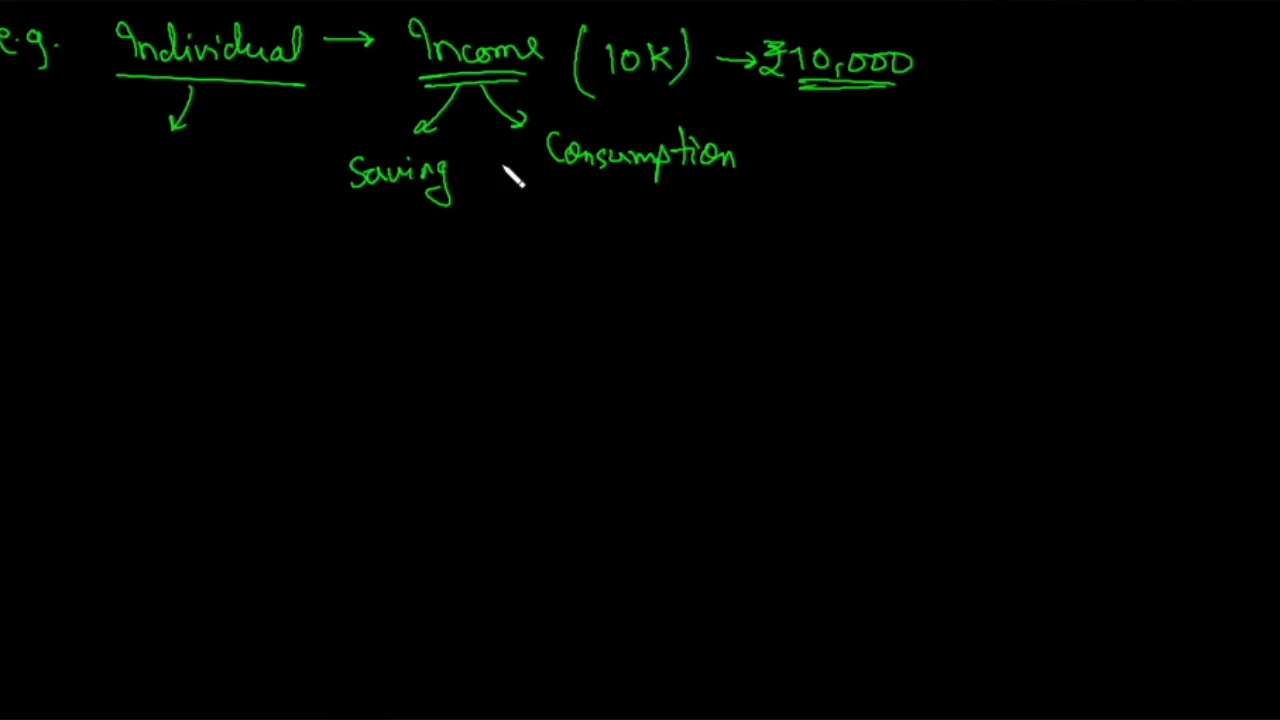 e.g. Individual → Income (10K) → ₹10,000
Saving Consumption